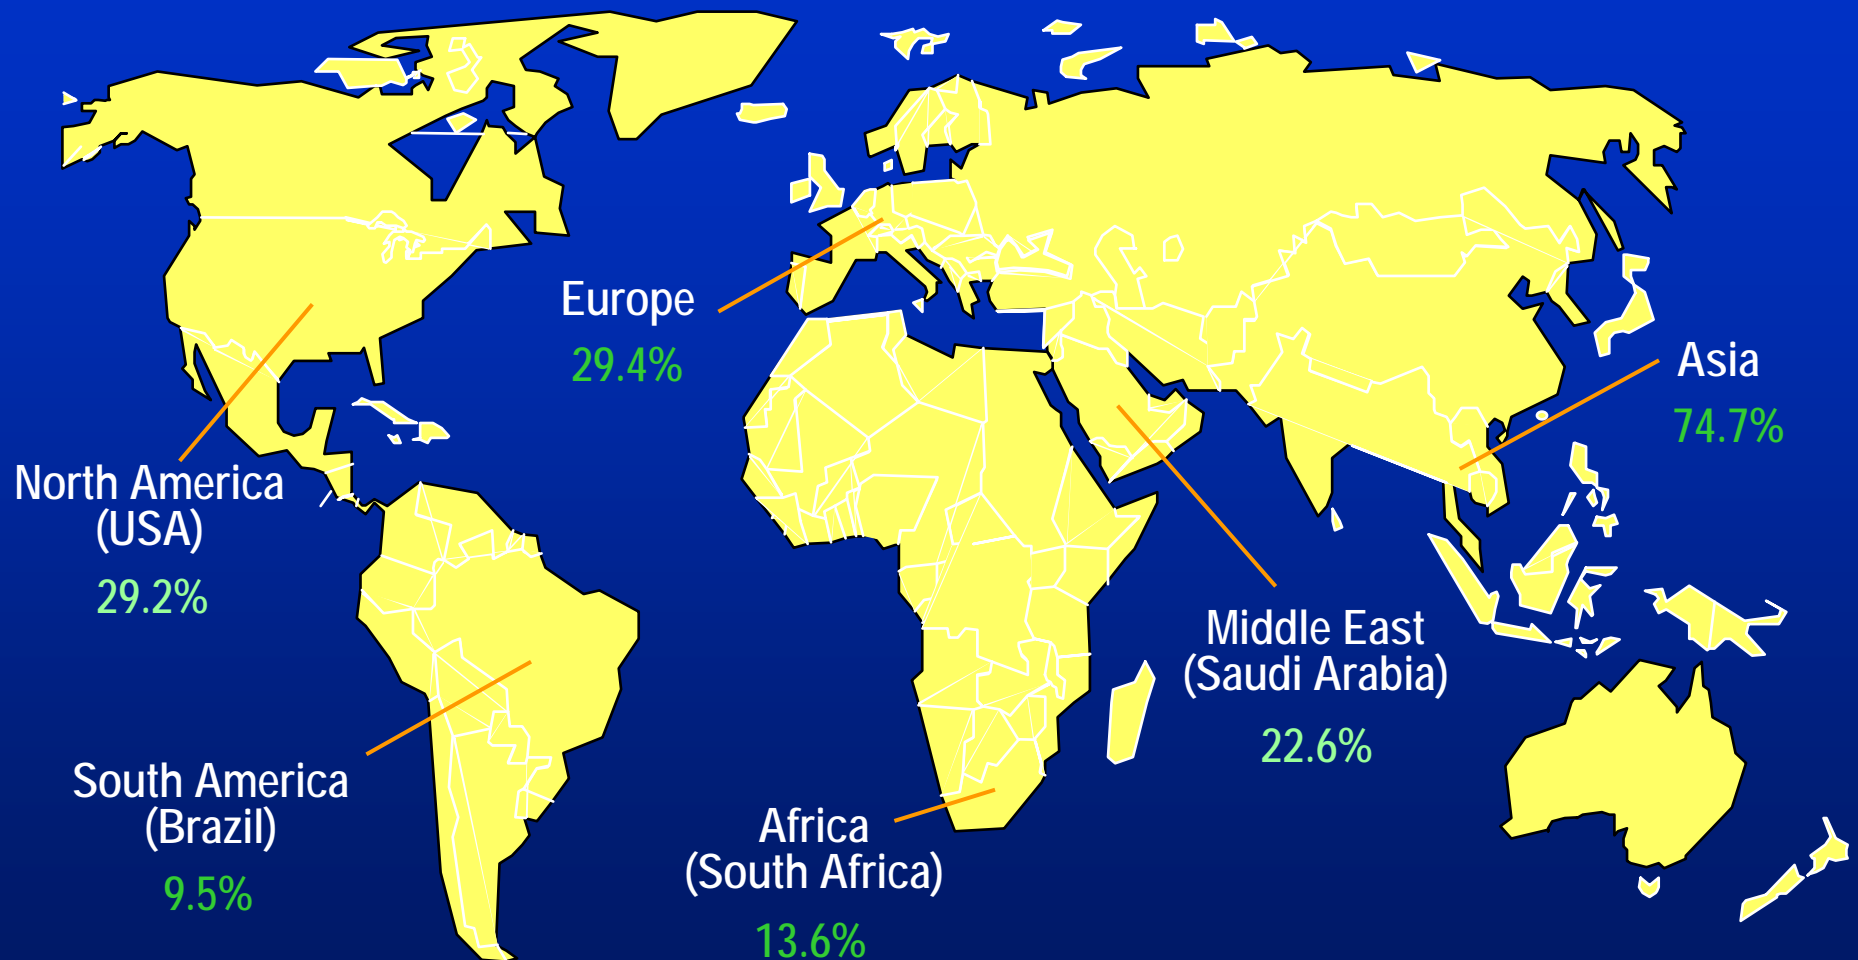 Europe
29.4%
Asia
74.7%
North America
(USA)
29.2%
Middle East
(Saudi Arabia)
22.6%
South America
(Brazil)
9.5%
Africa
(South Africa)
13.6%